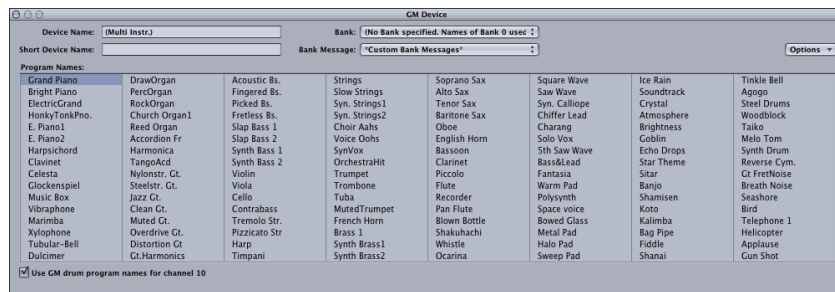 GM Device
Device Name: (Multi Instr.) Bank: (No Bank specified. Names of Bank 0 used
Short Device Name: Bank Message: *Custom Bank Messages* Options
Program Names:
Grand Piano DrawOrgan Acoustic Bs. Strings Soprano Sax Square Wave Ice Rain Tinkle Bell
Bright Piano PercOrgan Fingered Bs. Slow Strings Alto Sax Saw Wave Soundtrack Agogo
ElectricGrand RockOrgan Picked Bs. Syn. Strings1 Tenor Sax Syn. Calliope Crystal Steel Drums
HonkyTonkPno. Church Organ1 Fretless Bs. Syn. Strings2 Baritone Sax Chiffer Lead Atmosphere Woodblock
E. Piano1 Reed Organ Slap Bass 1 Choir Aahs Oboe Charang Brightness Taiko
E. Piano2 Accordion Fr Slap Bass 2 Voice Oohs English Horn Solo Vox Goblin Melo Tom
Harpsichord Harmonica Synth Bass 1 SynVox Bassoon 5th Saw Wave Echo Drops Synth Drum
Clavinet TangoAcd Synth Bass 2 OrchestraHit Clarinet Bass&Lead Star Theme Reverse Cym.
Celesta Nylonstr. Gt. Violin Trumpet Piccolo Fantasia Sitar Gt FretNoise
Glockenspiel Steelstr. Gt. Viola Trombone Flute Warm Pad Banjo Breath Noise
Music Box Jazz Gt. Cello Tuba Recorder Polysynth Shamisen Seashore
Vibraphone Clean Gt. Contrabass MutedTrumpet Pan Flute Space voice Koto Bird
Marimba Muted Gt. Tremolo Str. French Horn Blown Bottle Bowed Glass Kalimba Telephone 1
Xylophone Overdrive Gt. Pizzicato Str Brass 1 Shakuhachi Metal Pad Bag Pipe Helicopter
Tubular-Bell Distortion Gt Harp Synth Brass1 Whistle Halo Pad Fiddle Applause
Dulcimer Gt.Harmonics Timpani Synth Brass2 Ocarina Sweep Pad Shanai Gun Shot
Use GM drum program names for channel 10